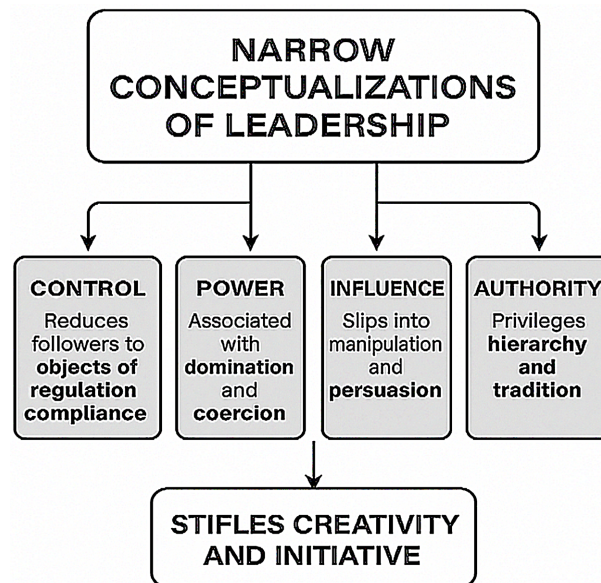 NARROW
CONCEPTUALIZATIONS
OF LEADERSHIP
CONTROL
Reduces
followers to
objects of
regulation
compliance
POWER
Associated
with
domination
and
coercion
INFLUENCE
Slips into
manipulation
and
persuasion
AUTHORITY
Privileges
hierarchy
and
tradition
STIFLES CREATIVITY
AND INITIATIVE